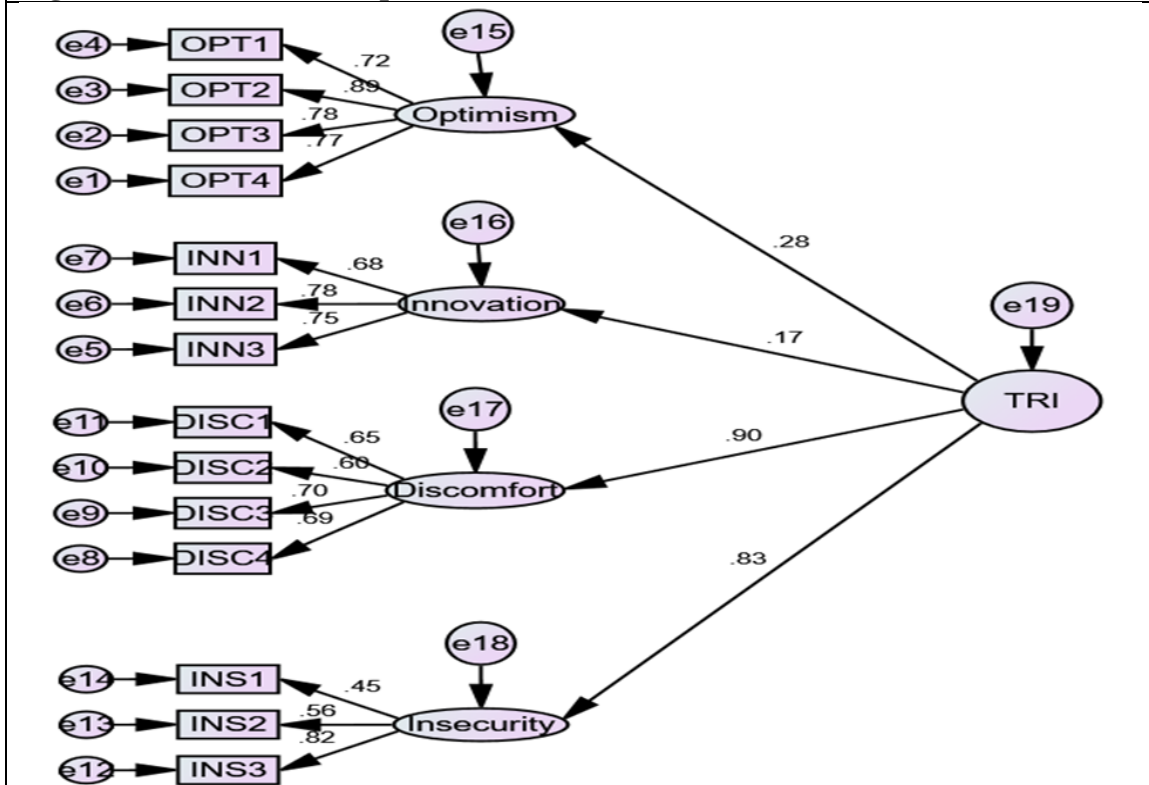 e15
e4 OPT1 .72
e3 OPT2 .89
Optimism
e2 OPT3 .78
e1 OPT4 .77
e16
.28
e7 INN1 .68
e6 INN2 .78
Innovation
e19
e5 INN3 .75
.17
TRI
e17
e11 DISC1 .65
.90
e10 DISC2 .60
Discomfort
e9 DISC3 .70
e8 DISC4 .69
.83
e18
e14 INS1 .45
e13 INS2 .56
Insecurity
e12 INS3 .82